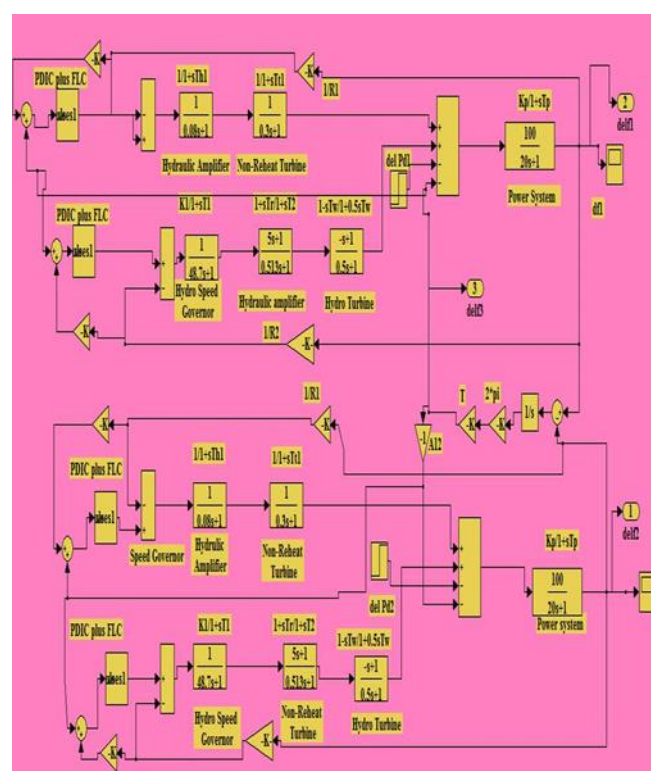 PDIC plus FLC
-K
-K
1/R1
1/1+sTh1
1/1+sTt1
1
0.08s+1
1
0.3s+1
Hydraulic Amplifier
Non-Reheat Turbine
Kp/1+sTp
100
20s+1
Power System
2
delf1
df1
del Pd1
PDIC plus FLC
K1/1+sT1
1+sTr/1+sT2
1-sTw/1+0.5sTw
1
48.7s+1
5s+1
0.513s+1
-s+1
0.5s+1
Hydro Speed
Governor
Hydraulic amplifier
Hydro Turbine
3
delf3
-K
1/R2
-K-
T
2*pi
-K
-K
1/s
1/R1
-K
-K
-1
A12
PDIC plus FLC
1/1+sTh1
1/1+sTt1
1
0.08s+1
1
0.3s+1
Speed Governor
Hydrulic
Amplifier
Non-Reheat
Turbine
Kp/1+sTp
100
20s+1
Power system
1
delf2
del Pd2
PDIC plus FLC
K1/1+sT1
1+sTr/1+sT2
1-sTw/1+0.5sTw
1
48.7s+1
5s+1
0.513s+1
-s+1
0.5s+1
Hydro Speed
Governor
Non-Reheat
Turbine
Hydro Turbine
-K
-K-